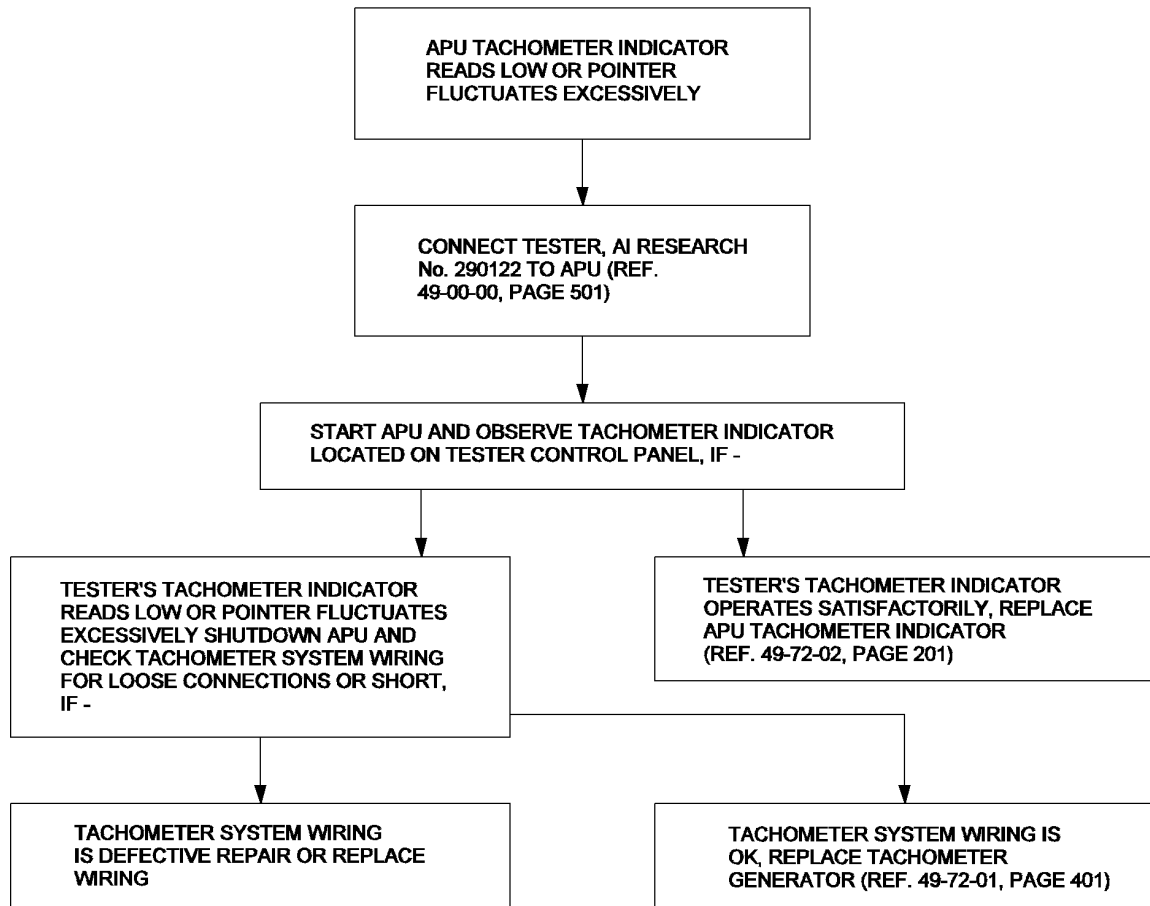 APU TACHOMETER INDICATOR
READS LOW OR POINTER
FLUCTUATES EXCESSIVELY
CONNECT TESTER, AI RESEARCH
No. 290122 TO APU (REF.
49-00-00, PAGE 501)
START APU AND OBSERVE TACHOMETER INDICATOR
LOCATED ON TESTER CONTROL PANEL, IF -
TESTER'S TACHOMETER INDICATOR
READS LOW OR POINTER FLUCTUATES
EXCESSIVELY SHUTDOWN APU AND
CHECK TACHOMETER SYSTEM WIRING
FOR LOOSE CONNECTIONS OR SHORT,
IF -
TESTER'S TACHOMETER INDICATOR
OPERATES SATISFACTORILY, REPLACE
APU TACHOMETER INDICATOR
(REF. 49-72-02, PAGE 201)
TACHOMETER SYSTEM WIRING
IS DEFECTIVE REPAIR OR REPLACE
WIRING
TACHOMETER SYSTEM WIRING IS
OK, REPLACE TACHOMETER
GENERATOR (REF. 49-72-01, PAGE 401)